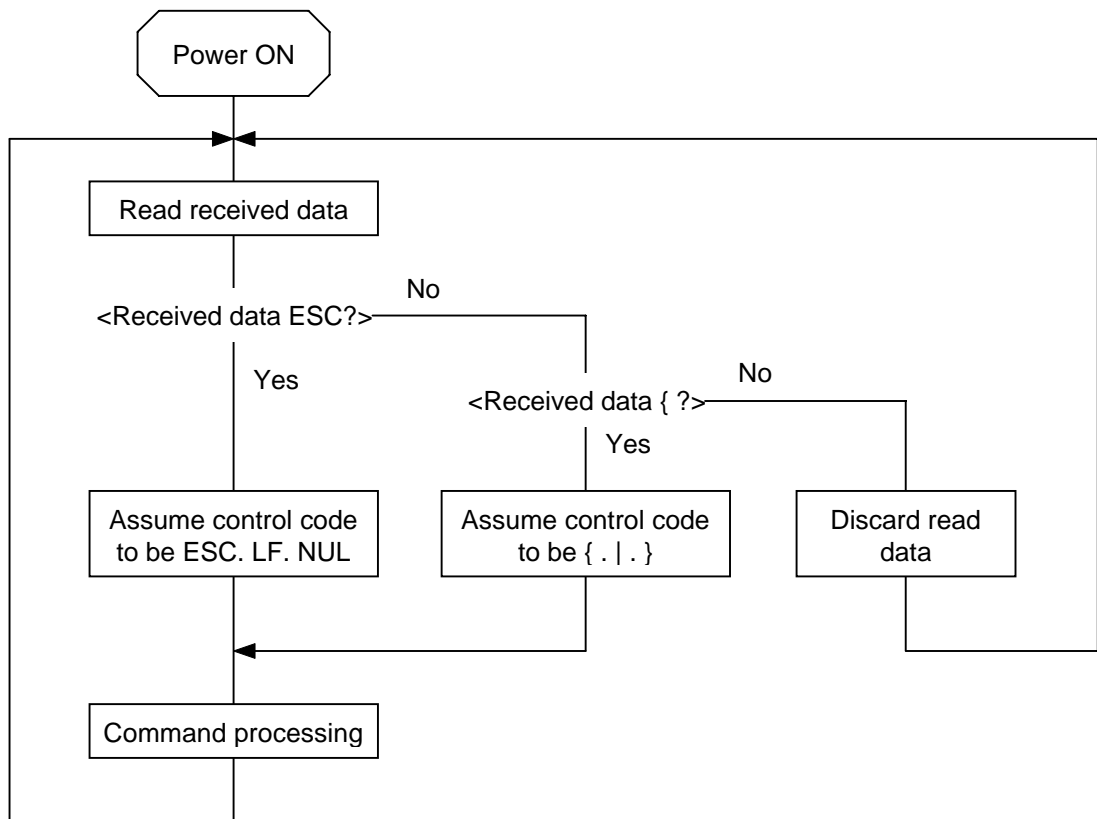 Power ON
Read received data
No
<Received data ESC?>
Yes
No
<Received data { ?>
Yes
Assume control code
to be ESC. LF. NUL
Assume control code
to be { . | . }
Discard read
data
Command processing